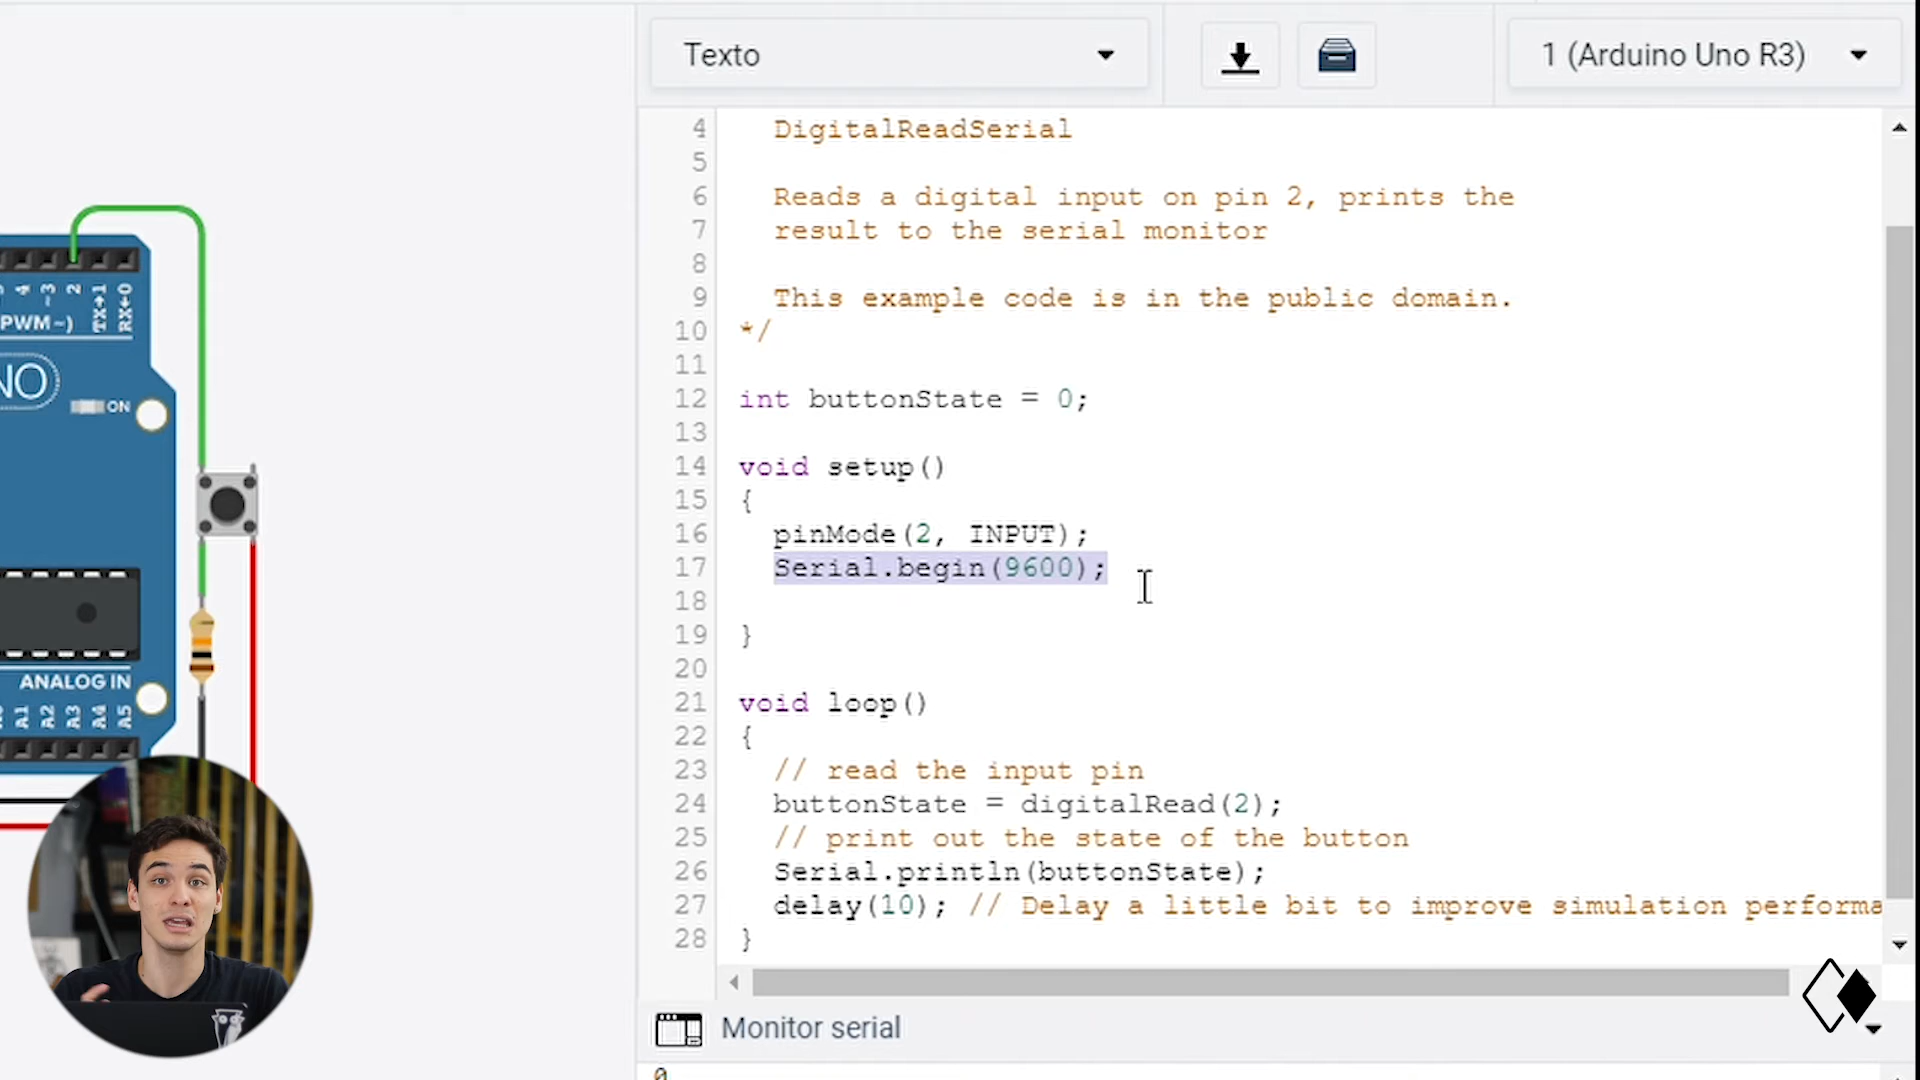 Texto
1 (Arduino Uno R3)
4 DigitalReadSerial
5
6 Reads a digital input on pin 2, prints the
7 result to the serial monitor
8
9 This example code is in the public domain.
10 */
11
12 int buttonState = 0;
13
14 void setup()
15 {
16 pinMode(2, INPUT);
17 Serial.begin(9600);
18
19 }
20
21 void loop()
22 {
23 // read the input pin
24 buttonState = digitalRead(2);
25 // print out the state of the button
26 Serial.println(buttonState);
27 delay(10); // Delay a little bit to improve simulation performa
28 }
Monitor serial
0
4
~3
2
TX→1
RX←0
PWM~)
NO
ON
ANALOG IN
A1
A2
A3
A4
A5